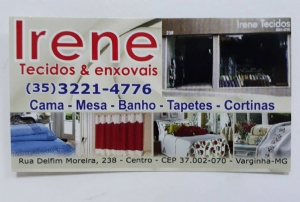 Irene
Tecidos & enxovais
(35)3221-4776
Irene Tecidos
238
Cama - Mesa - Banho - Tapetes - Cortinas
Rua Delfim Moreira, 238 - Centro - CEP 37.002-070 - Varginha-MG